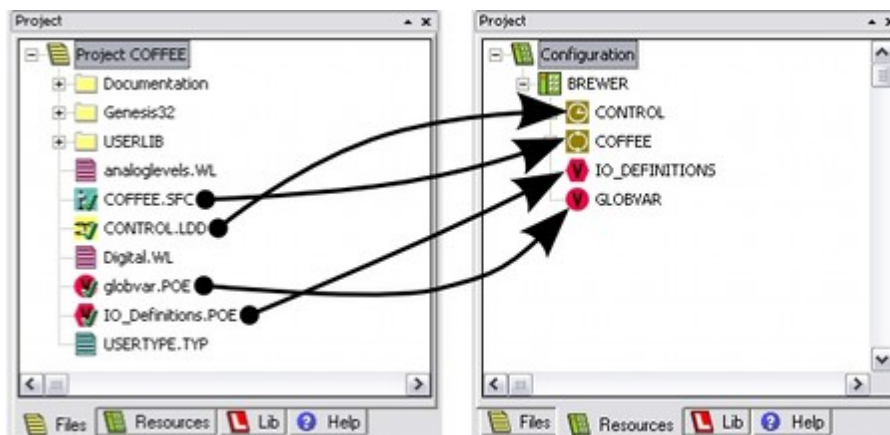 Project
Project COFFEE
Documentation
Genesis32
USERLIB
analoglevels.WL
COFFEE.SFC
CONTROL.LDD
Digital.WL
globvar.POE
IO_Definitions.POE
USERTYPE.TYP
Files Resources Lib Help
Project
Configuration
BREWER
CONTROL
COFFEE
IO_DEFINITIONS
GLOBVAR
Files Resources Lib Help